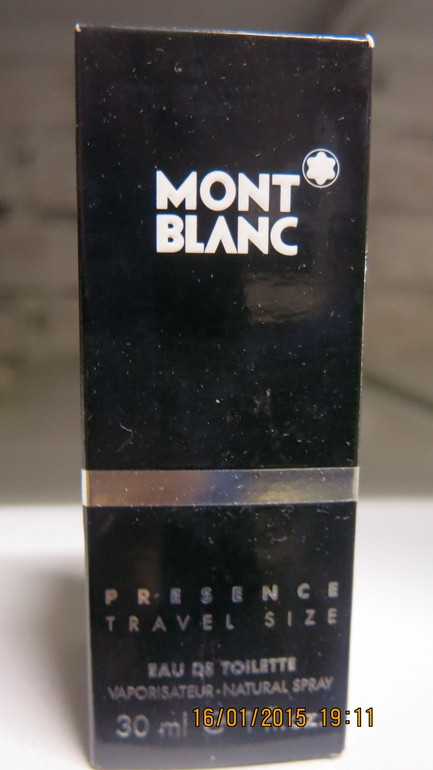 MONT
BLANC
PRESENCE
TRAVEL SIZE
EAU DE TOILETTE
VAPORISATEUR-NATURAL SPRAY
30 ml
16/01/2015 19:11